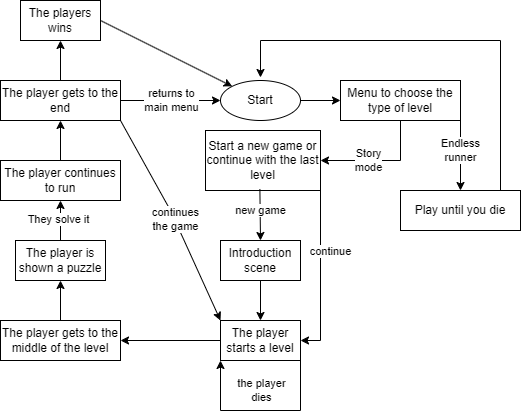 The players
wins
The player gets to the
end
returns to
main menu
Start
Menu to choose the
type of level
Start a new game or
continue with the last
level
Story
mode
Endless
runner
The player continues
to run
Play until you die
They solve it
continues
the game
new game
The player is
shown a puzzle
Introduction
scene
continue
The player gets to the
middle of the level
The player
starts a level
the player
dies